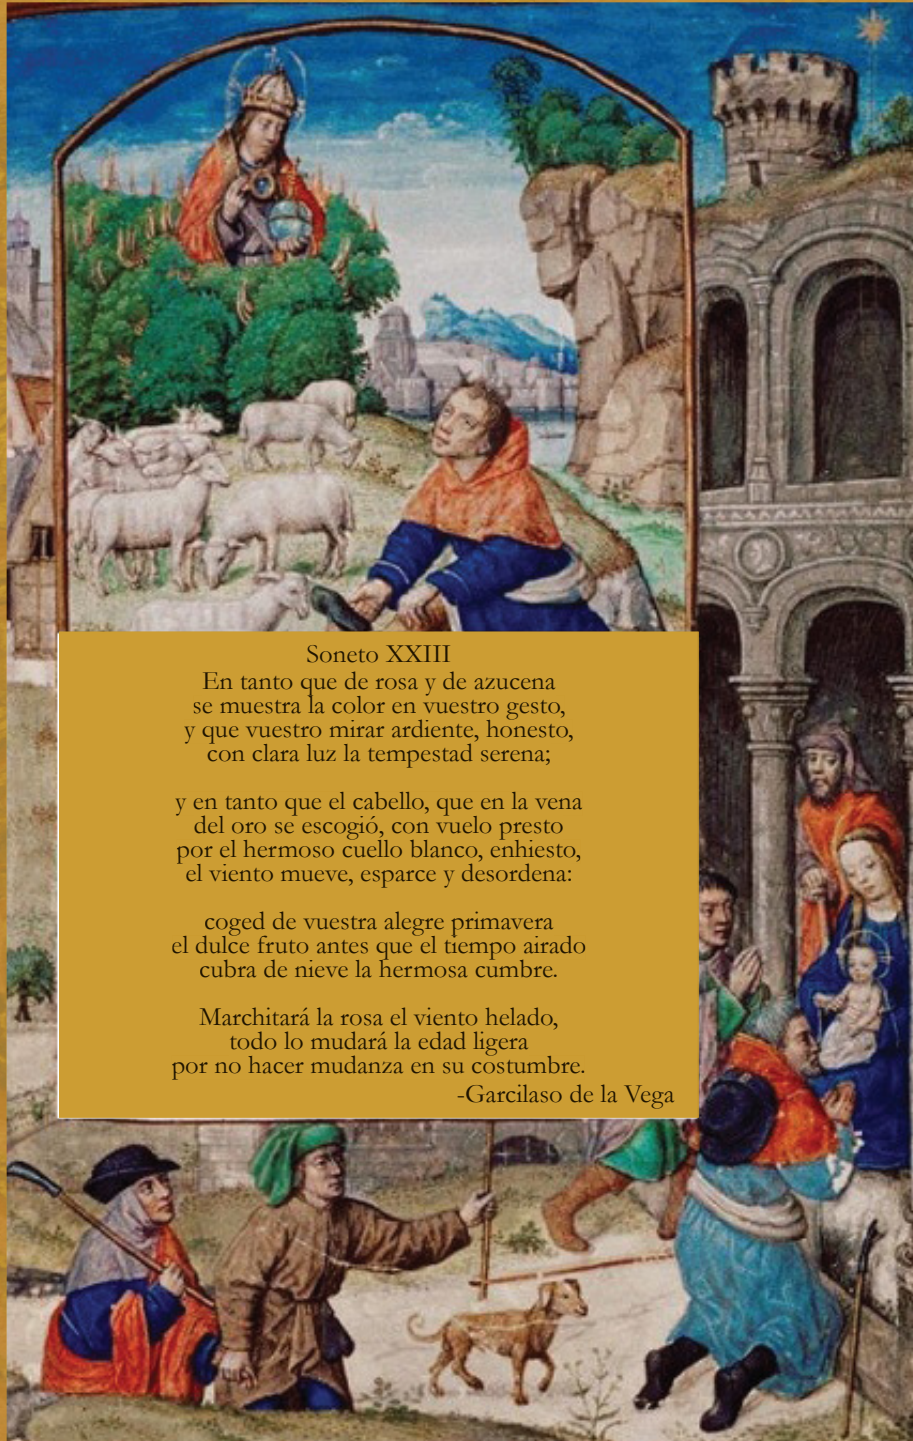 Soneto XXIII
En tanto que de rosa y de azucena
se muestra la color en vuestro gesto,
y que vuestro mirar ardiente, honesto,
con clara luz la tempestad serena;
y en tanto que el cabello, que en la vena
del oro se escogió, con vuelo presto
por el hermoso cuello blanco, enhiesto,
el viento mueve, esparce y desordena:
coged de vuestra alegre primavera
el dulce fruto antes que el tiempo airado
cubra de nieve la hermosa cumbre.
Marchitará la rosa el viento helado,
todo lo mudará la edad ligera
por no hacer mudanza en su costumbre.
-Garcilaso de la Vega